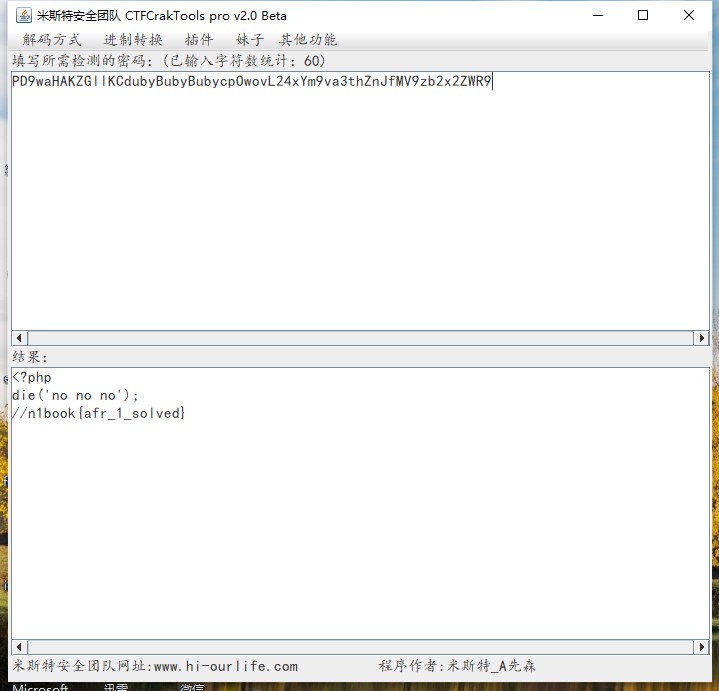 米斯特安全团队 CTFCrakTools pro v2.0 Beta
解码方式 进制转换 插件 妹子 其他功能
填写所需检测的密码：(已输入字符数统计：60)
PD9waHAKZGllKCdubyBubyBubycpOwovL24xYm9va3thZnJfMV9zb2x2ZWR9
结果：
<?php
die('no no no');
//n1book{afr_1_solved}
米斯特安全团队网址:www.hi-ourlife.com 程序作者:米斯特_A先森
Microsoft 迅雷 微信